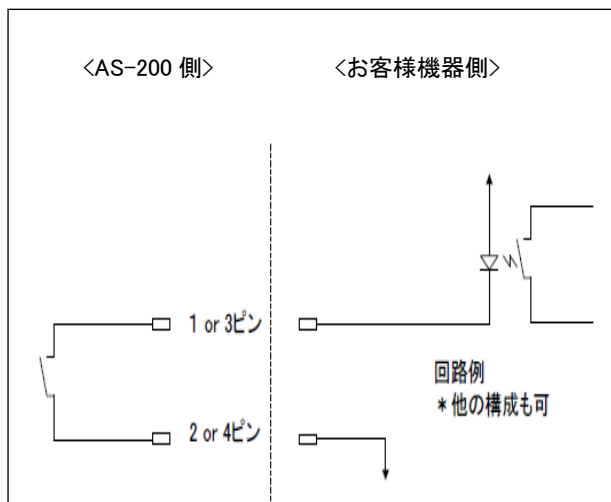 <AS-200 側>
<お客様機器側>
1 or 3ピン
回路例
*他の構成も可
2 or 4ピン